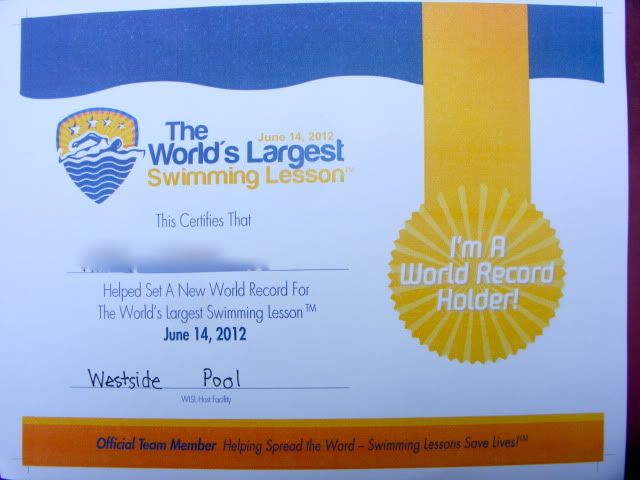 The
June 14, 2012
World's Largest
Swimming Lesson™
This Certifies That
Helped Set A New World Record For
The World's Largest Swimming Lesson™
June 14, 2012
Westside Pool
WLSL Host Facility
I'm A
World Record
Holder!
Official Team Member Helping Spread the Word – Swimming Lessons Save Lives!℠